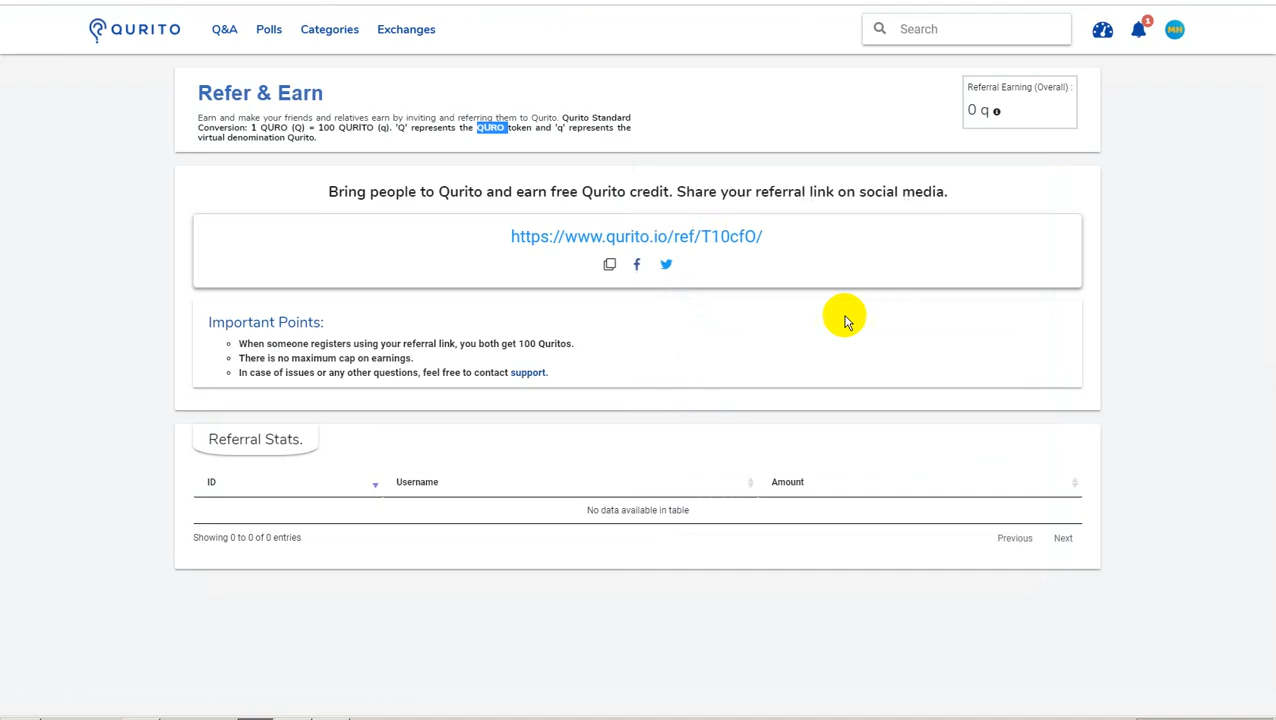 QURITO Q&A Polls Categories Exchanges Search 1 MH
Refer & Earn
Earn and make your friends and relatives earn by inviting and referring them to Qurito. Qurito Standard
Conversion: 1 QURO (Q) = 100 QURITO (q). 'Q' represents the QURO token and 'q' represents the
virtual denomination Qurito.
Referral Earning (Overall) :
0 q
Bring people to Qurito and earn free Qurito credit. Share your referral link on social media.
https://www.qurito.io/ref/T10cfO/
Important Points:
When someone registers using your referral link, you both get 100 Quritos.
There is no maximum cap on earnings.
In case of issues or any other questions, feel free to contact support.
Referral Stats.
ID Username Amount
No data available in table
Showing 0 to 0 of 0 entries Previous Next